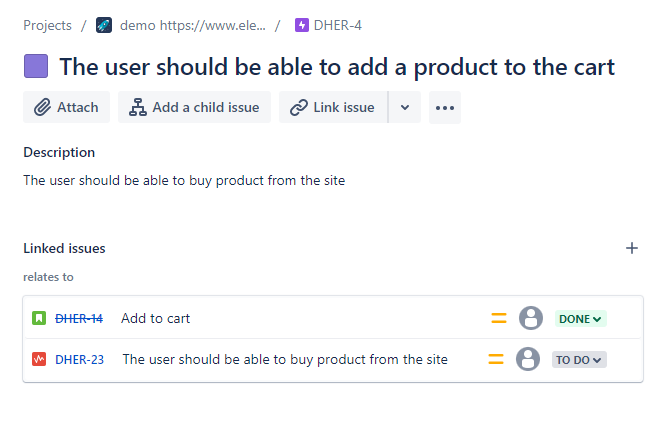 Projects / demo https://www.ele... / DHER-4
The user should be able to add a product to the cart
Attach Add a child issue Link issue
Description
The user should be able to buy product from the site
Linked issues
relates to
DHER-14 Add to cart DONE
DHER-23 The user should be able to buy product from the site TO DO